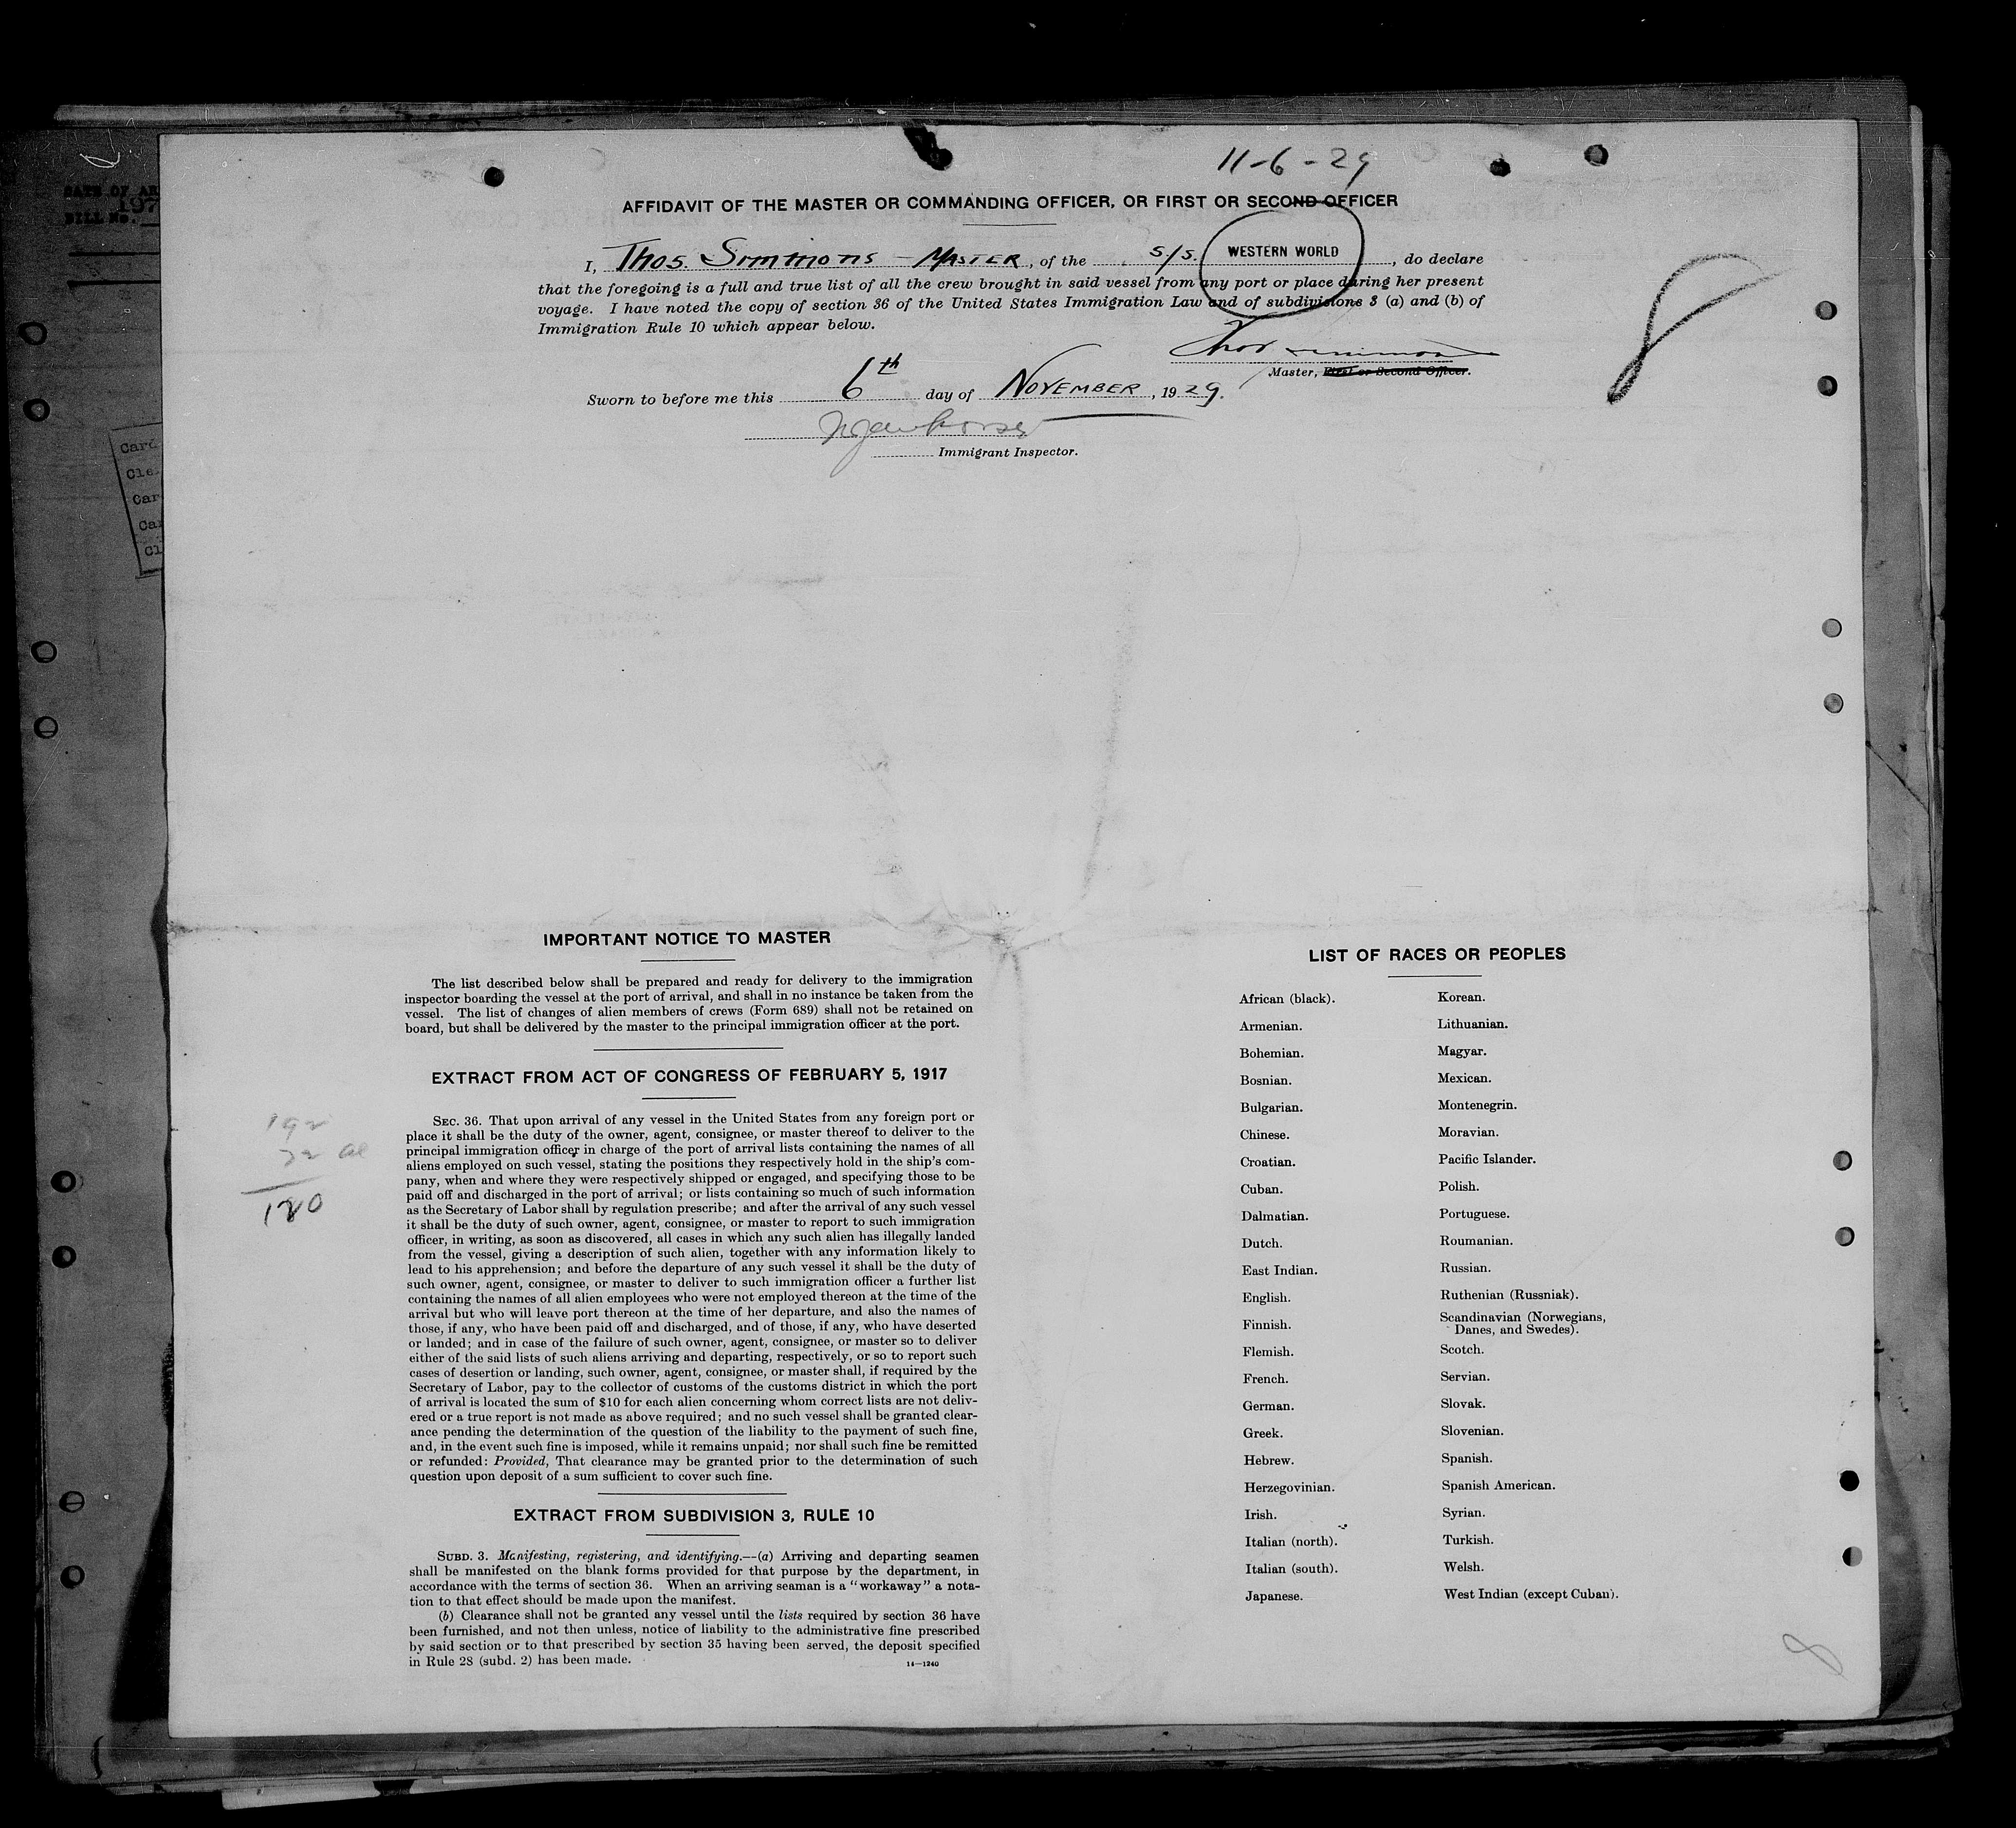 11-6-29
AFFIDAVIT OF THE MASTER OR COMMANDING OFFICER, OR FIRST OR SECOND OFFICER
I, Thos. Simmons - Master, of the S/S. WESTERN WORLD, do declare
that the foregoing is a full and true list of all the crew brought in said vessel from any port or place during her present
voyage. I have noted the copy of section 36 of the United States Immigration Law and of subdivisions 3 (a) and (b) of
Immigration Rule 10 which appear below.
Thos Simmons
Master, First or Second Officer.
Sworn to before me this 6th day of November, 1929.
Immigrant Inspector.
8
DATE OF AR
197
BILL No.
Card
Cle
Car
Car
Cl
IMPORTANT NOTICE TO MASTER
The list described below shall be prepared and ready for delivery to the immigration
inspector boarding the vessel at the port of arrival, and shall in no instance be taken from the
vessel. The list of changes of alien members of crews (Form 689) shall not be retained on
board, but shall be delivered by the master to the principal immigration officer at the port.
EXTRACT FROM ACT OF CONGRESS OF FEBRUARY 5, 1917
SEC. 36. That upon arrival of any vessel in the United States from any foreign port or
place it shall be the duty of the owner, agent, consignee, or master thereof to deliver to the
principal immigration officer in charge of the port of arrival lists containing the names of all
aliens employed on such vessel, stating the positions they respectively hold in the ship's com-
pany, when and where they were respectively shipped or engaged, and specifying those to be
paid off and discharged in the port of arrival; or lists containing so much of such information
as the Secretary of Labor shall by regulation prescribe; and after the arrival of any such vessel
it shall be the duty of such owner, agent, consignee, or master to report to such immigration
officer, in writing, as soon as discovered, all cases in which any such alien has illegally landed
from the vessel, giving a description of such alien, together with any information likely to
lead to his apprehension; and before the departure of any such vessel it shall be the duty of
such owner, agent, consignee, or master to deliver to such immigration officer a further list
containing the names of all alien employees who were not employed thereon at the time of the
arrival but who will leave port thereon at the time of her departure, and also the names of
those, if any, who have been paid off and discharged, and of those, if any, who have deserted
or landed; and in case of the failure of such owner, agent, consignee, or master so to deliver
either of the said lists of such aliens arriving and departing, respectively, or so to report such
cases of desertion or landing, such owner, agent, consignee, or master shall, if required by the
Secretary of Labor, pay to the collector of customs of the customs district in which the port
of arrival is located the sum of $10 for each alien concerning whom correct lists are not deliv-
ered or a true report is not made as above required; and no such vessel shall be granted clear-
ance pending the determination of the question of the liability to the payment of such fine,
and, in the event such fine is imposed, while it remains unpaid; nor shall such fine be remitted
or refunded: Provided, That clearance may be granted prior to the determination of such
question upon deposit of a sum sufficient to cover such fine.
EXTRACT FROM SUBDIVISION 3, RULE 10
SUBD. 3. Manifesting, registering, and identifying.—(a) Arriving and departing seamen
shall be manifested on the blank forms provided for that purpose by the department, in
accordance with the terms of section 36. When an arriving seaman is a "workaway" a nota-
tion to that effect should be made upon the manifest.
(b) Clearance shall not be granted any vessel until the lists required by section 36 have
been furnished, and not then unless, notice of liability to the administrative fine prescribed
by said section or to that prescribed by section 35 having been served, the deposit specified
in Rule 28 (subd. 2) has been made.
14—1240
192
120
LIST OF RACES OR PEOPLES
African (black).
Armenian.
Bohemian.
Bosnian.
Bulgarian.
Chinese.
Croatian.
Cuban.
Dalmatian.
Dutch.
East Indian.
English.
Finnish.
Flemish.
French.
German.
Greek.
Hebrew.
Herzegovinian.
Irish.
Italian (north).
Italian (south).
Japanese.
Korean.
Lithuanian.
Magyar.
Mexican.
Montenegrin.
Moravian.
Pacific Islander.
Polish.
Portuguese.
Roumanian.
Russian.
Ruthenian (Russniak).
Scandinavian (Norwegians,
Danes, and Swedes).
Scotch.
Servian.
Slovak.
Slovenian.
Spanish.
Spanish American.
Syrian.
Turkish.
Welsh.
West Indian (except Cuban).
8